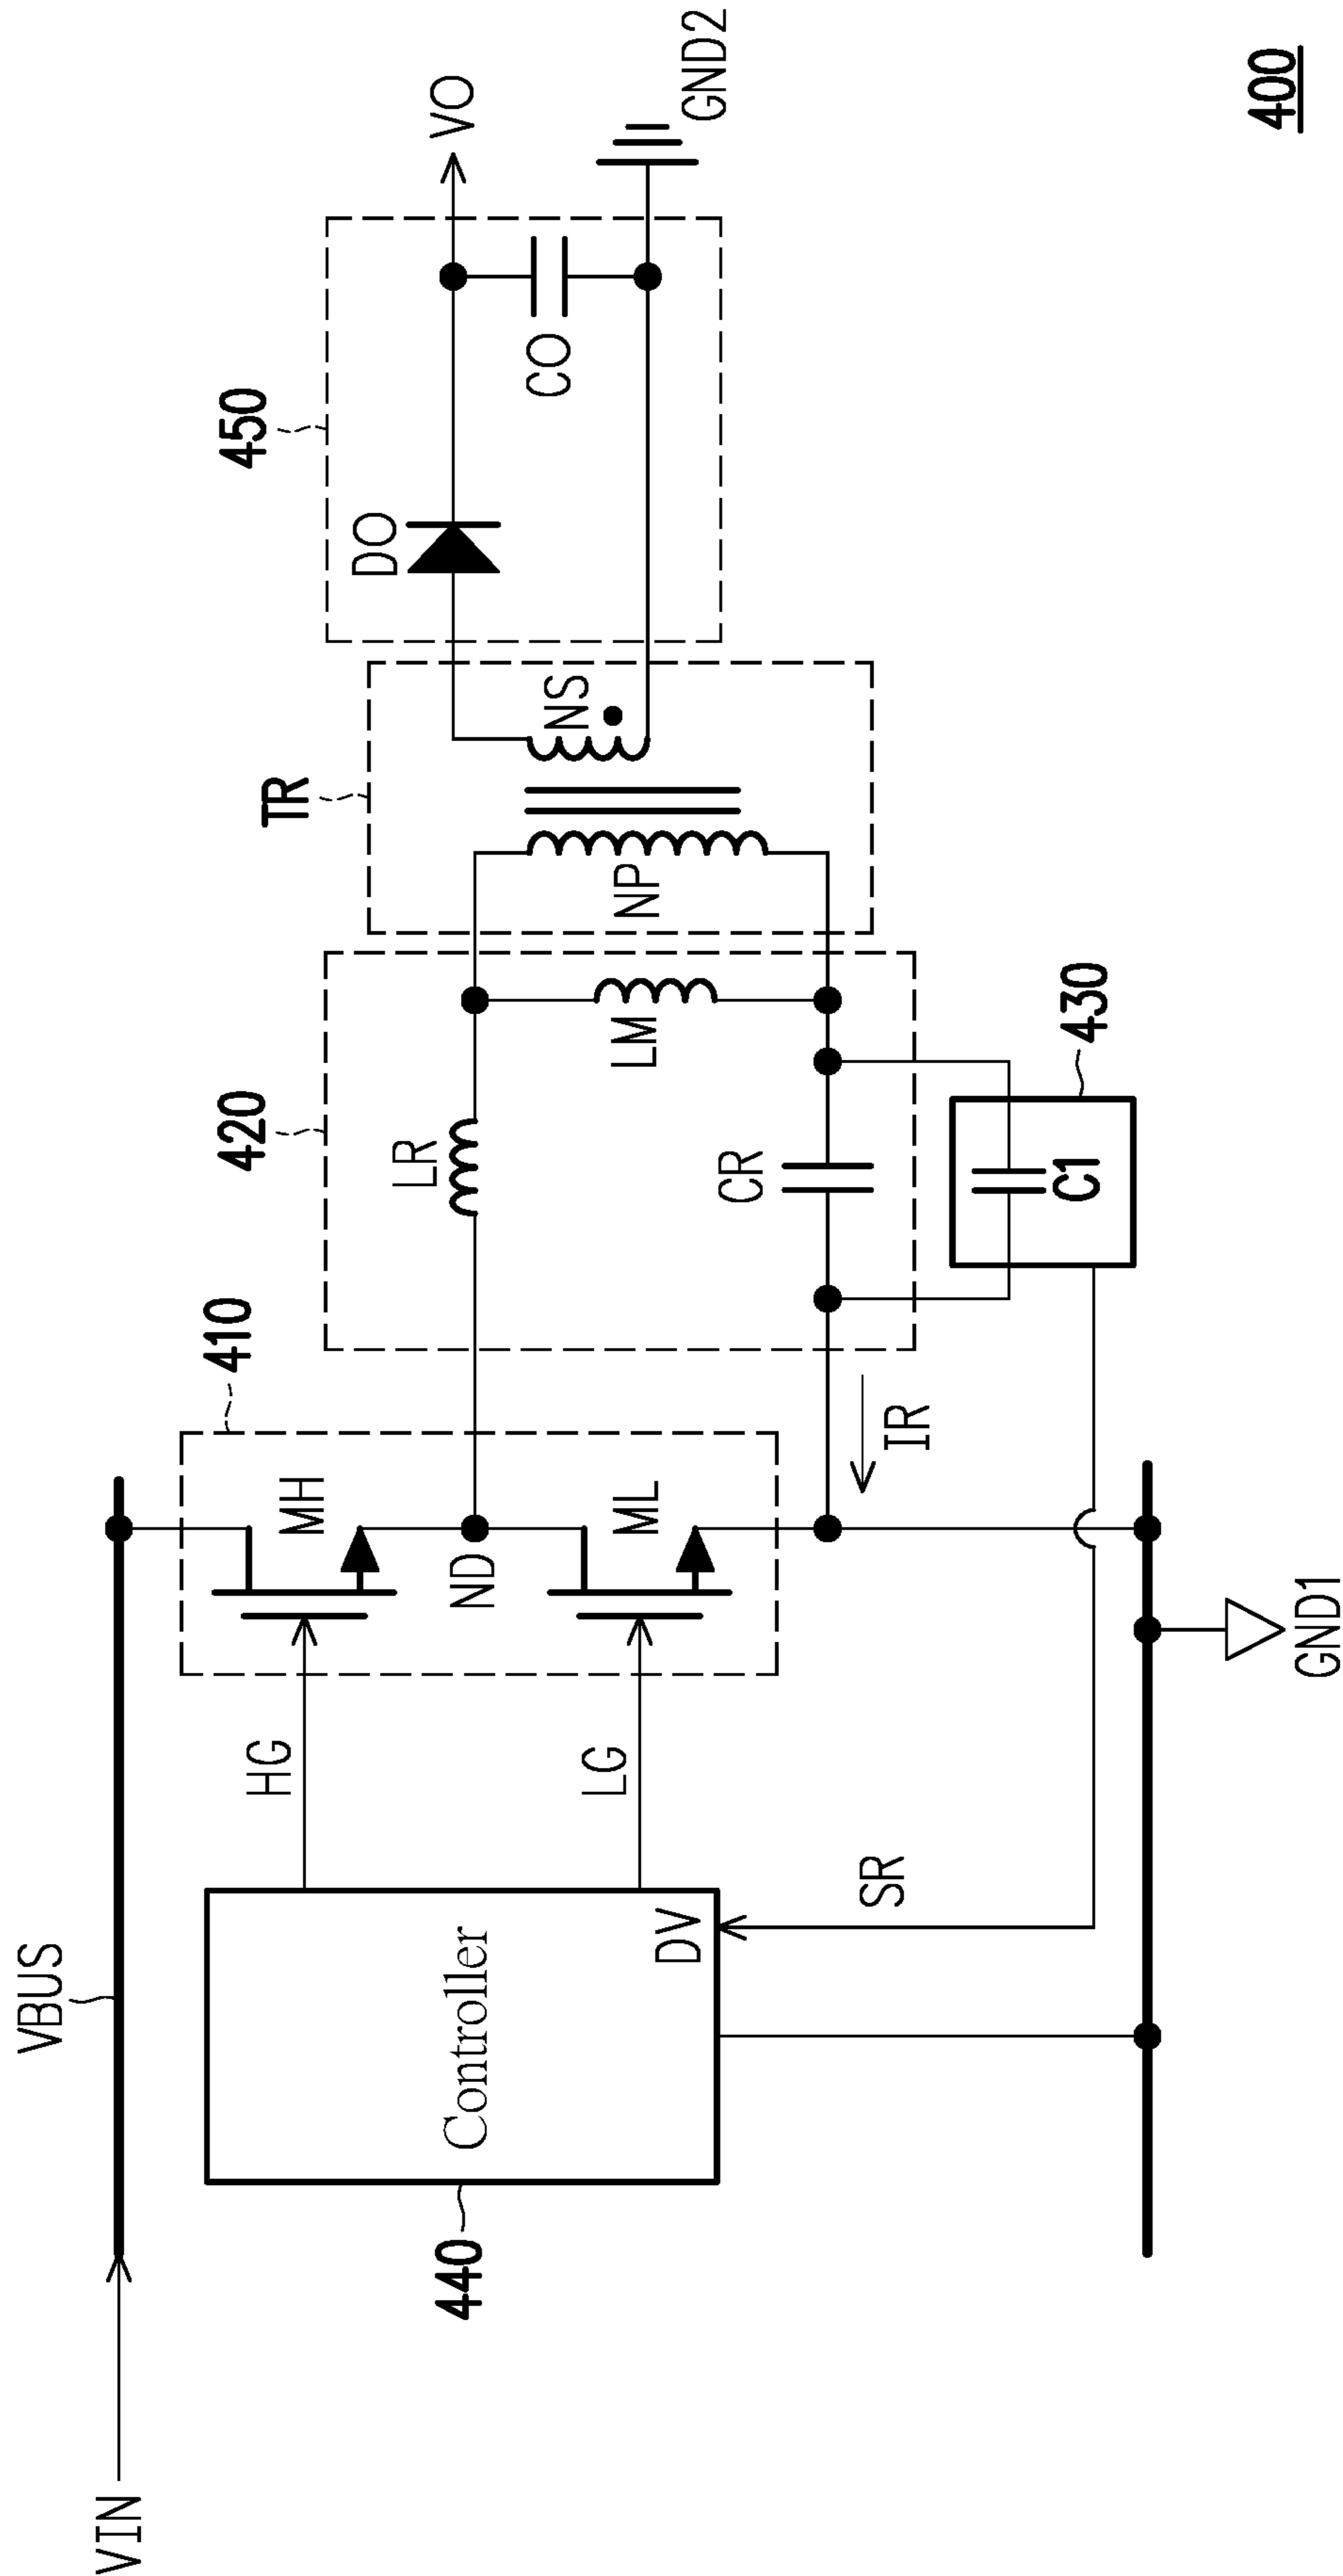 VIN
VBUS
440
Controller
DV
HG
LG
SR
410
MH
ND
ML
IR
GND1
420
LR
LM
CR
430
C1
TR
NP
NS
450
DO
CO
VO
GND2
400